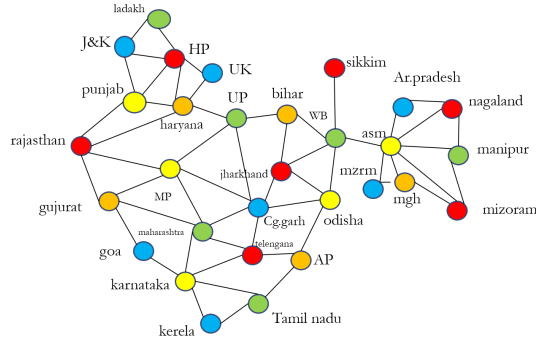 ladakh
J&K
HP
UK
sikkim
Ar.pradesh
punjab
haryana
UP
bihar
WB
nagaland
rajasthan
asm
manipur
jharkhand
mzrm
mgh
MP
gujurat
Cg.garh
odisha
mizoram
maharashtra
goa
telengana
AP
karnataka
Tamil nadu
kerela